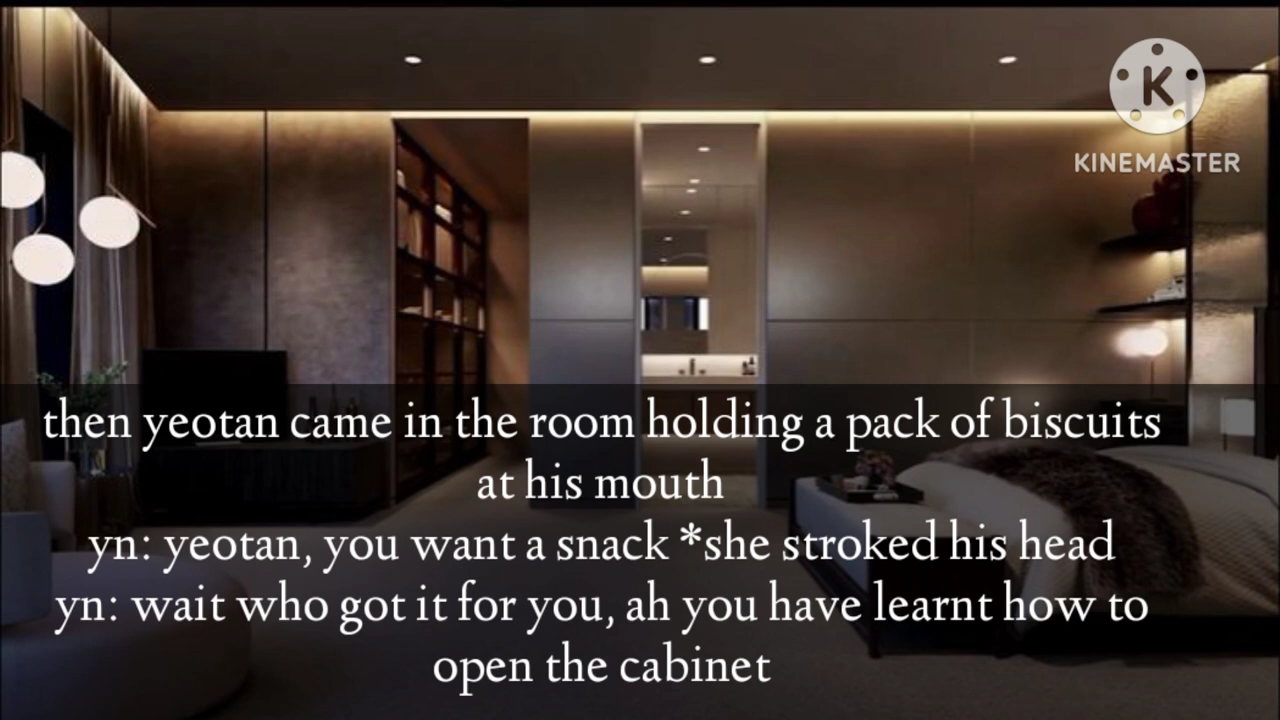 K
KINEMASTER
then yeotan came in the room holding a pack of biscuits
at his mouth
yn: yeotan, you want a snack *she stroked his head
yn: wait who got it for you, ah you have learnt how to
open the cabinet